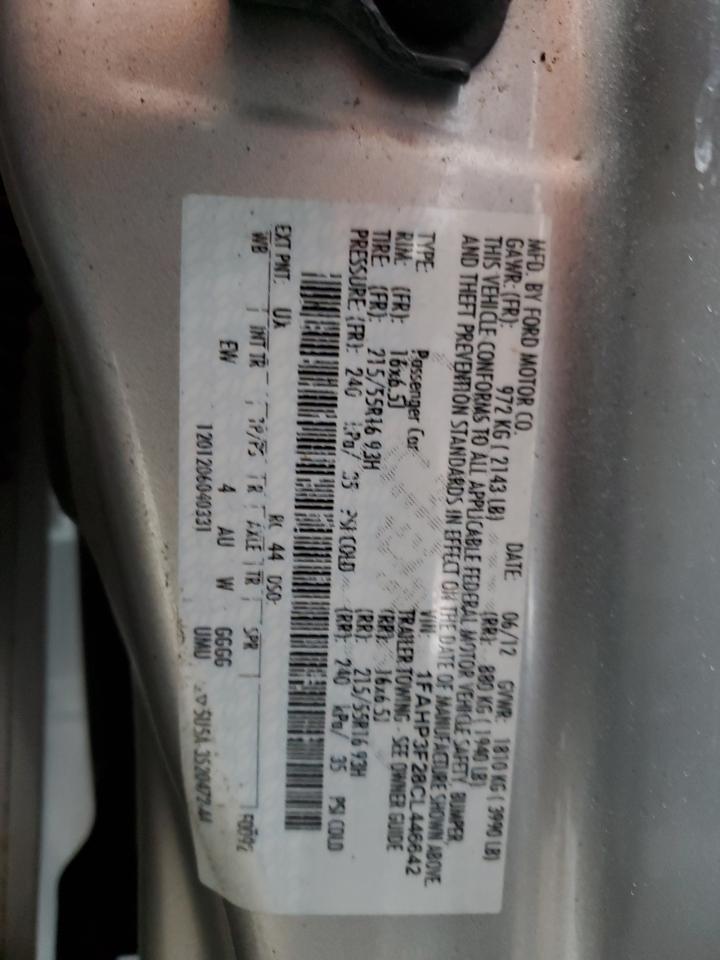 MFD. BY FORD MOTOR CO.
DATE: 06/12 GVWR: 1810 KG ( 3990 LB)
GAWR: (FR): 972 KG ( 2143 LB) (RR): 880 KG ( 1940 LB)
THIS VEHICLE CONFORMS TO ALL APPLICABLE FEDERAL MOTOR VEHICLE SAFETY, BUMPER,
AND THEFT PREVENTION STANDARDS IN EFFECT ON THE DATE OF MANUFACTURE SHOWN ABOVE
VIN: 1FAHP3F28CL446642
TYPE: Passenger Car TRAILER TOWING - SEE OWNER GUIDE
RIM: (FR): 16x6.5J (RR): 16x6.5J
TIRE: (FR): 215/55R16 93H (RR): 215/55R16 93H
PRESSURE: (FR): 240 kPa/ 35 PSI COLD (RR): 240 kPa/ 35 PSI COLD
EXT PNT: UX RC: 44 DSO:
WB INT TR TP/PS R AXLE TR SPR
EW 4 AU W GGGG
1201206040331 UMU